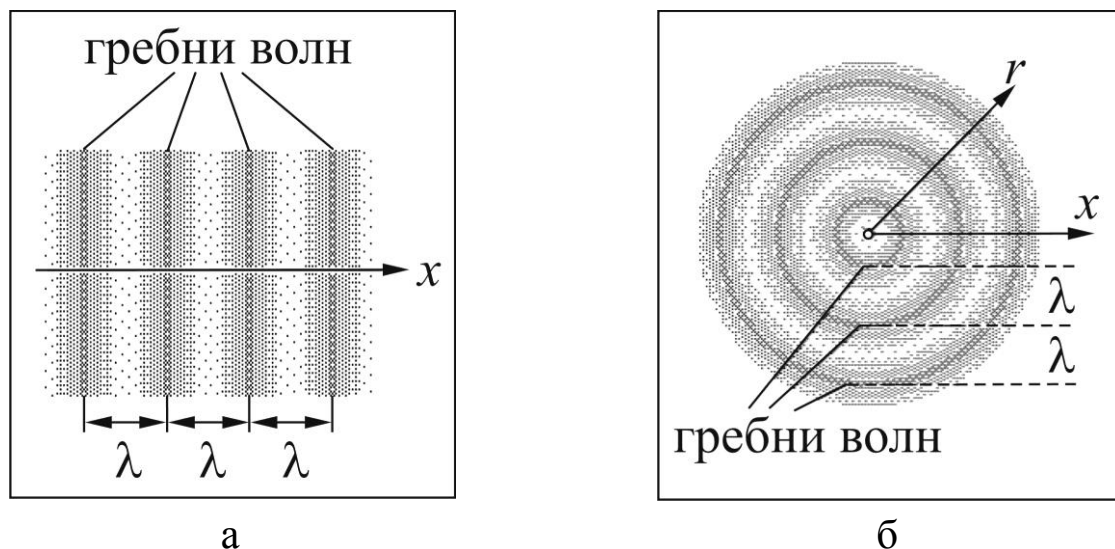 гребни волн
x
λ λ λ
а
r
x
λ
λ
гребни волн
б